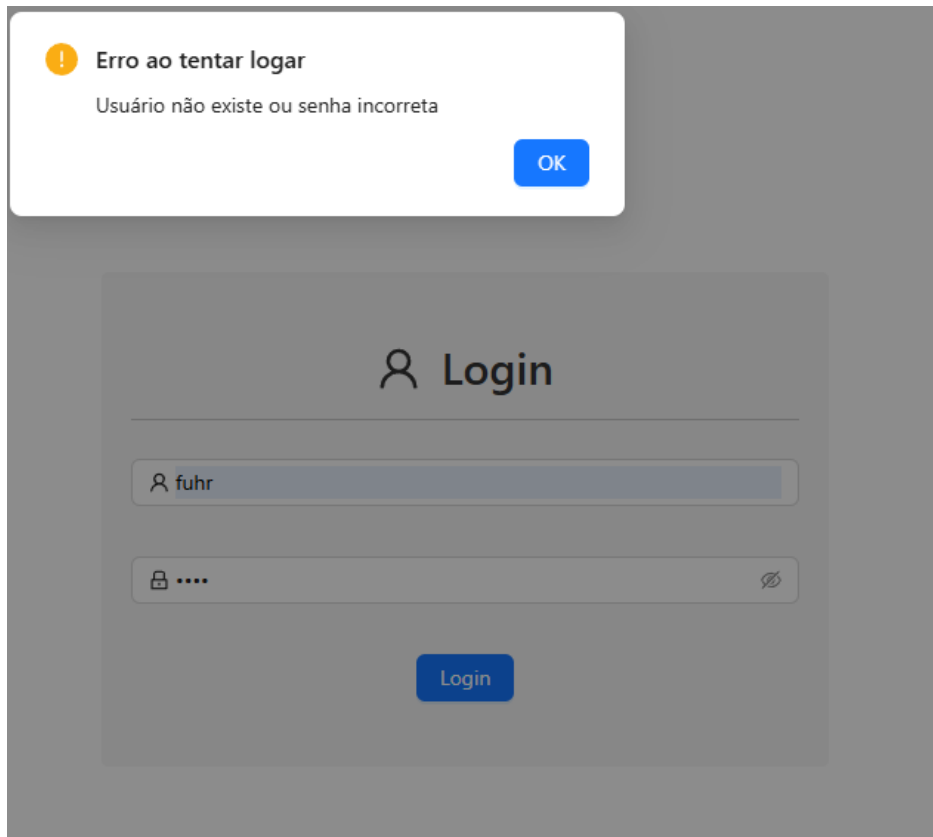 Erro ao tentar logar
Usuário não existe ou senha incorreta
OK
Login
fuhr
••••
Login